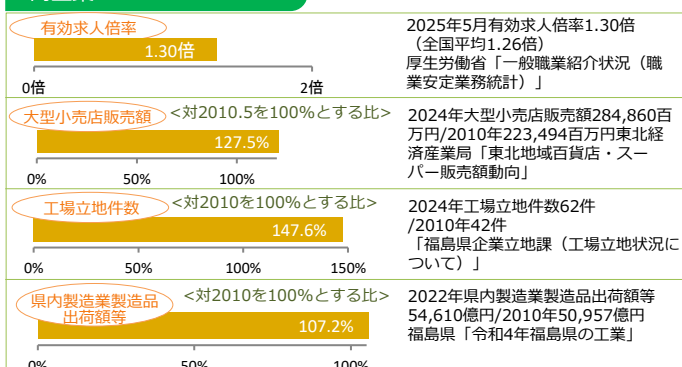 有効求人倍率
1.30倍
0倍
2倍
2025年5月有効求人倍率1.30倍
（全国平均1.26倍）
厚生労働省「一般職業紹介状況（職
業安定業務統計）」
大型小売店販売額
<対2010.5を100%とする比>
127.5%
0%
50%
100%
2024年大型小売店販売額284,860百
万円/2010年223,494百万円東北経
済産業局「東北地域百貨店・スー
パー販売額動向」
工場立地件数
<対2010を100%とする比>
147.6%
0%
50%
100%
150%
2024年工場立地件数62件
/2010年42件
「福島県企業立地課（工場立地状況に
ついて）」
県内製造業製造品
出荷額等
<対2010を100%とする比>
107.2%
0%
50%
100%
2022年県内製造業製造品出荷額等
54,610億円/2010年50,957億円
福島県「令和4年福島県の工業」